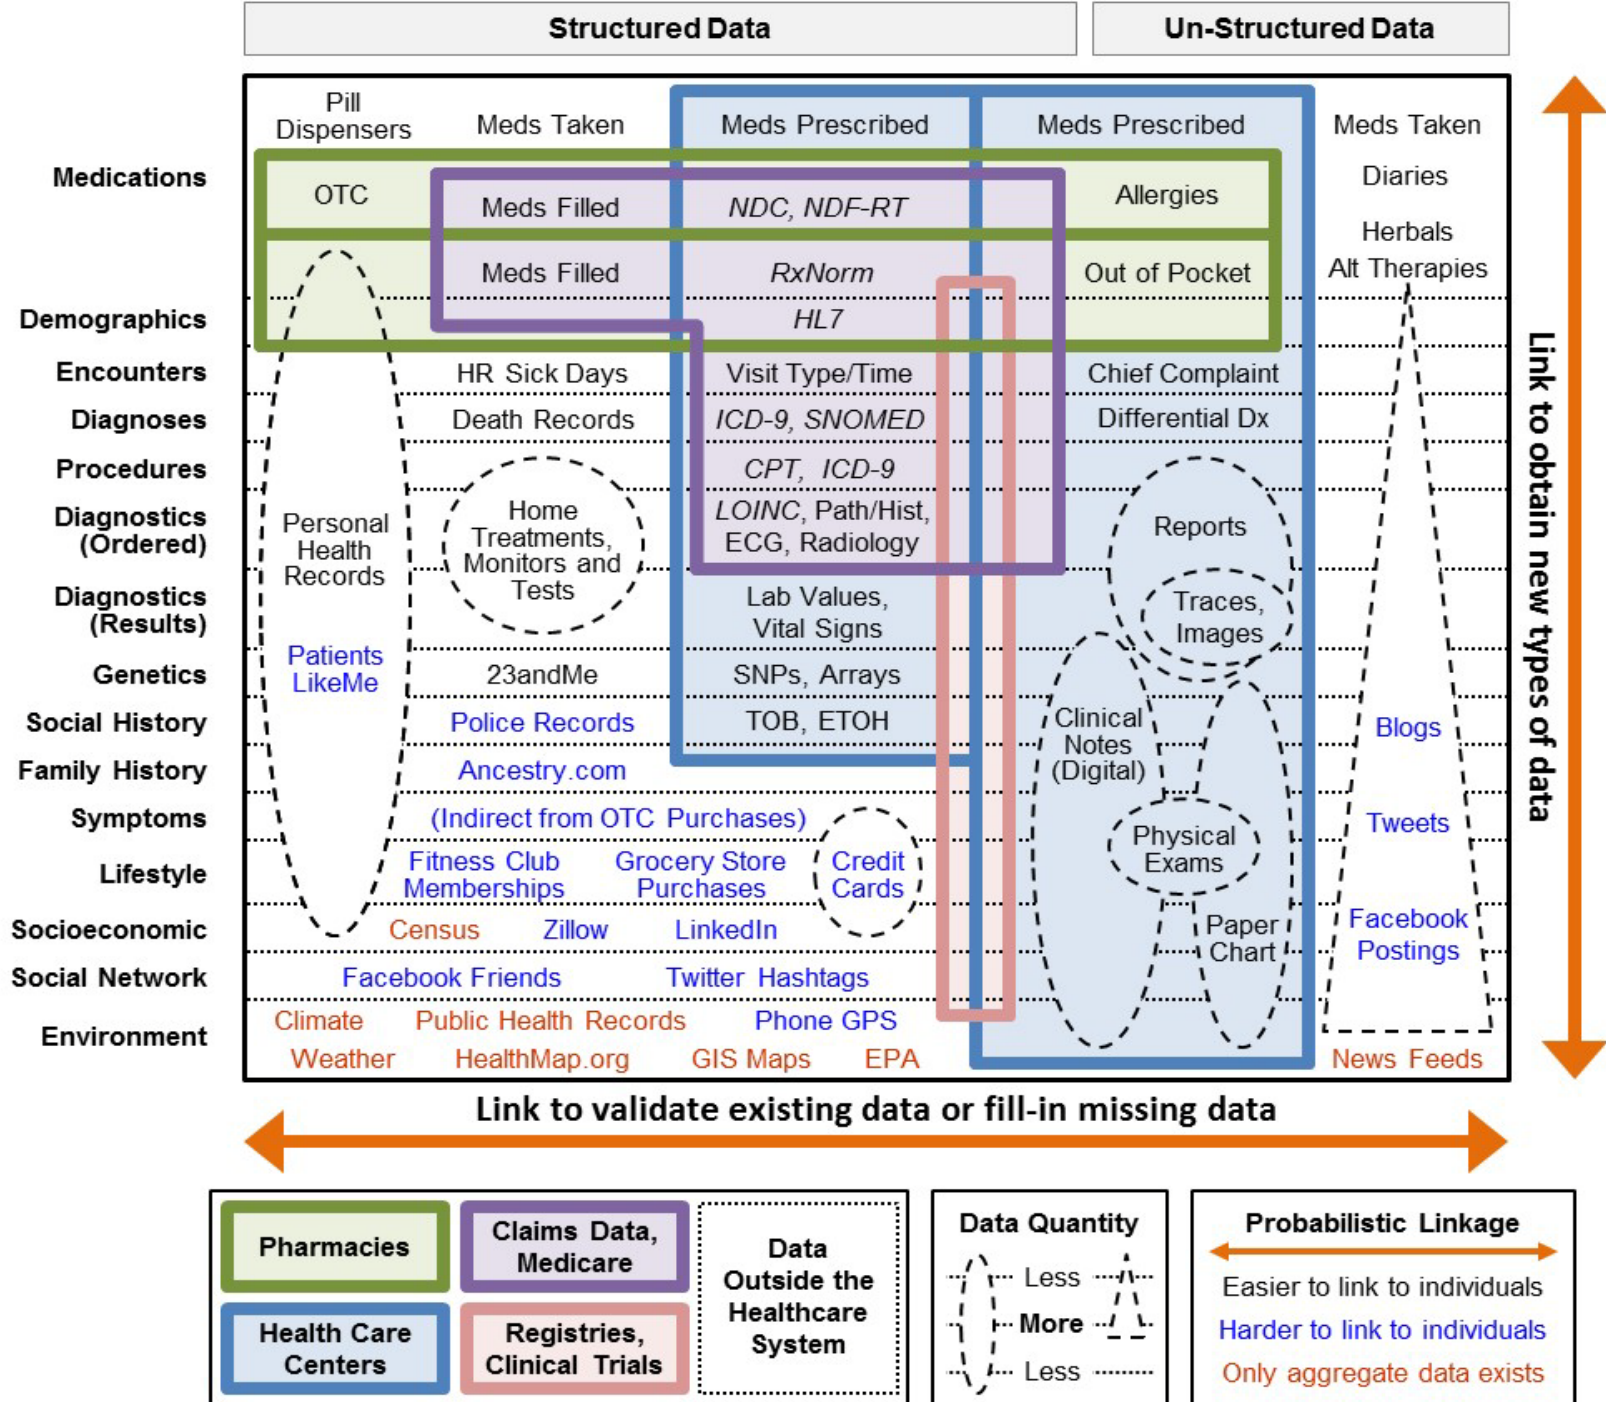 Structured Data
Un-Structured Data
Pill
Dispensers
Meds Taken
Meds Prescribed
Meds Prescribed
Meds Taken
Medications
OTC
Meds Filled
NDC, NDF-RT
Allergies
Diaries
Herbals
Meds Filled
RxNorm
Out of Pocket
Alt Therapies
Demographics
HL7
Encounters
HR Sick Days
Visit Type/Time
Chief Complaint
Diagnoses
Death Records
ICD-9, SNOMED
Differential Dx
Procedures
CPT, ICD-9
Diagnostics
(Ordered)
Personal
Health
Records
Home
Treatments,
Monitors and
Tests
LOINC, Path/Hist,
ECG, Radiology
Reports
Diagnostics
(Results)
Lab Values,
Vital Signs
Traces,
Images
Patients
LikeMe
Genetics
23andMe
SNPs, Arrays
Social History
Police Records
TOB, ETOH
Clinical
Notes
(Digital)
Blogs
Family History
Ancestry.com
Symptoms
(Indirect from OTC Purchases)
Physical
Exams
Tweets
Lifestyle
Fitness Club
Memberships
Grocery Store
Purchases
Credit
Cards
Socioeconomic
Census
Zillow
LinkedIn
Paper
Chart
Facebook
Postings
Social Network
Facebook Friends
Twitter Hashtags
Environment
Climate
Public Health Records
Phone GPS
Weather
HealthMap.org
GIS Maps
EPA
News Feeds
Link to obtain new types of data
Link to validate existing data or fill-in missing data
Pharmacies
Claims Data,
Medicare
Health Care
Centers
Registries,
Clinical Trials
Data
Outside the
Healthcare
System
Data Quantity
Less
More
Less
Probabilistic Linkage
Easier to link to individuals
Harder to link to individuals
Only aggregate data exists